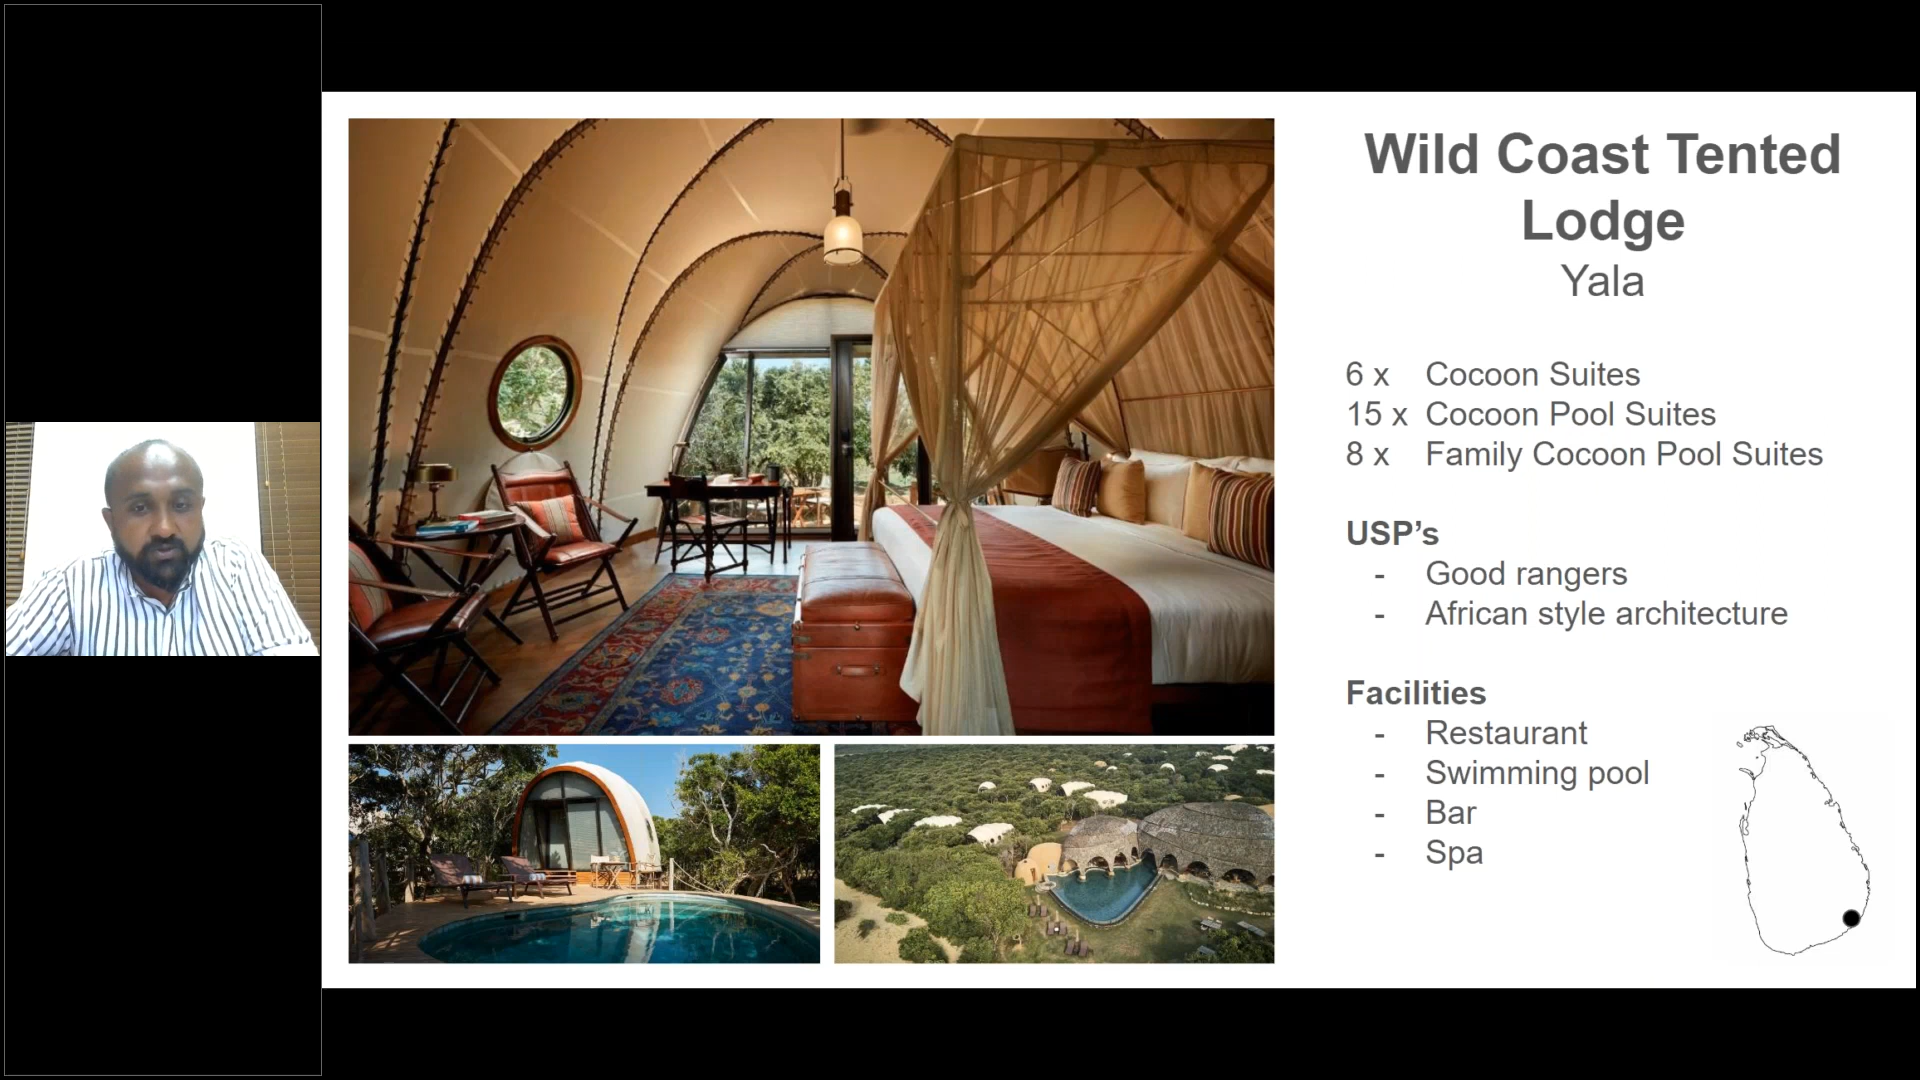 Wild Coast Tented
Lodge
Yala
6 x Cocoon Suites
15 x Cocoon Pool Suites
8 x Family Cocoon Pool Suites
USP’s
- Good rangers
- African style architecture
Facilities
- Restaurant
- Swimming pool
- Bar
- Spa